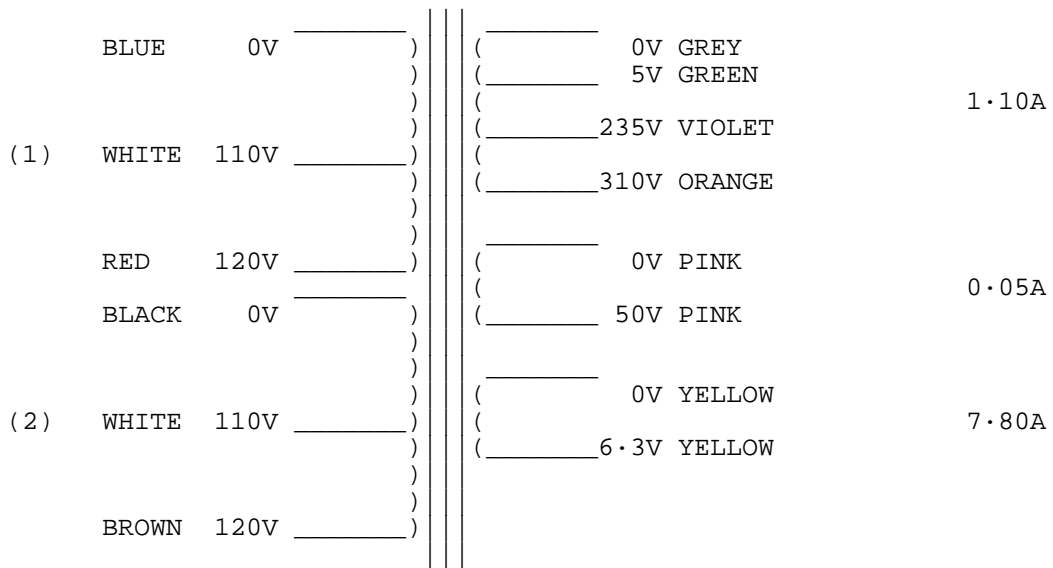 BLUE 0V 0V GREY
5V GREEN
1·10A
235V VIOLET
(1) WHITE 110V
310V ORANGE
RED 120V 0V PINK
0·05A
BLACK 0V 50V PINK
0V YELLOW
(2) WHITE 110V 7·80A
6·3V YELLOW
BROWN 120V